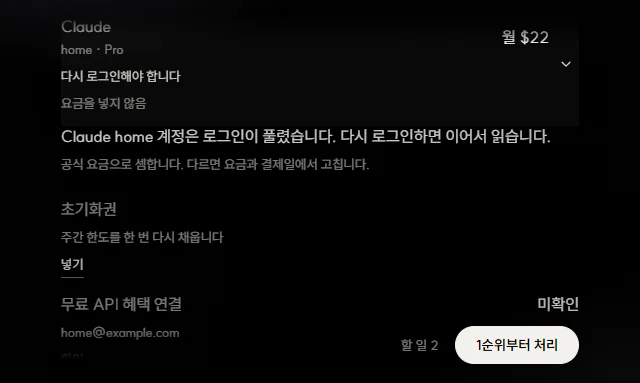 Claude
월 $22
home · Pro
다시 로그인해야 합니다
요금을 넣지 않음
Claude home 계정은 로그인이 풀렸습니다. 다시 로그인하면 이어서 읽습니다.
공식 요금으로 셈합니다. 다르면 요금과 결제일에서 고칩니다.
초기화권
주간 한도를 한 번 다시 채웁니다
넣기
무료 API 혜택 연결
미확인
home@example.com
할 일 2
1순위부터 처리